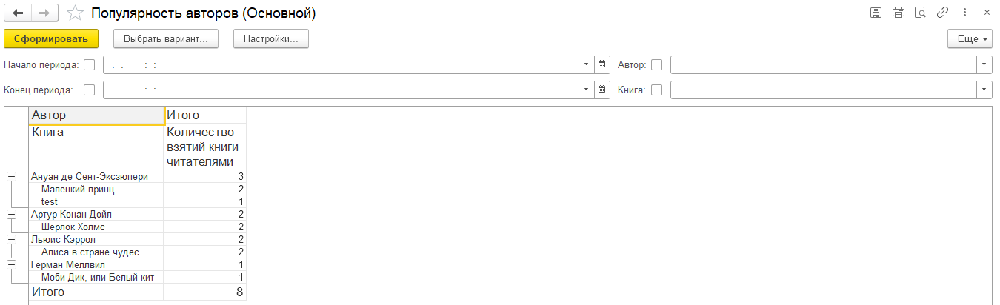 Популярность авторов (Основной)
Сформировать Выбрать вариант... Настройки... Еще
Начало периода: . . : : Автор:
Конец периода: . . : : Книга:
Автор Итого
Книга Количество
взятий книги
читателями
Ануан де Сент-Эксзюпери 3
Маленкий принц 2
test 1
Артур Конан Дойл 2
Шерлок Холмс 2
Льюис Кэррол 2
Алиса в стране чудес 2
Герман Меллвил 1
Моби Дик, или Белый кит 1
Итого 8